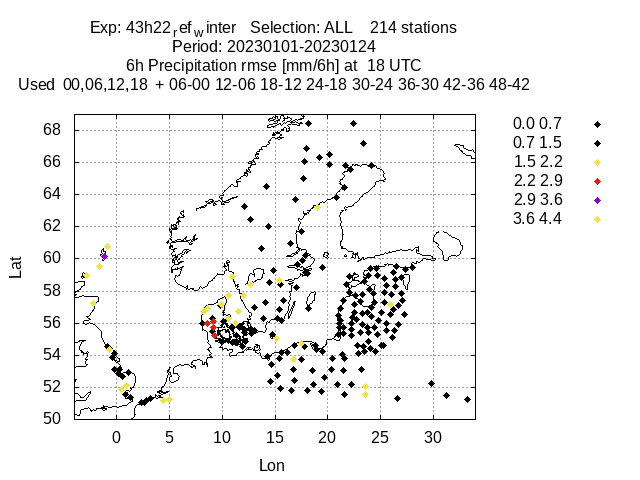 Exp: 43h22refwinter Selection: ALL 214 stations
Period: 20230101-20230124
6h Precipitation rmse [mm/6h] at 18 UTC
Used 00,06,12,18 + 06-00 12-06 18-12 24-18 30-24 36-30 42-36 48-42
0.0 0.7
0.7 1.5
1.5 2.2
2.2 2.9
2.9 3.6
3.6 4.4
68
66
64
62
60
58
56
54
52
50
Lat
0 5 10 15 20 25 30
Lon